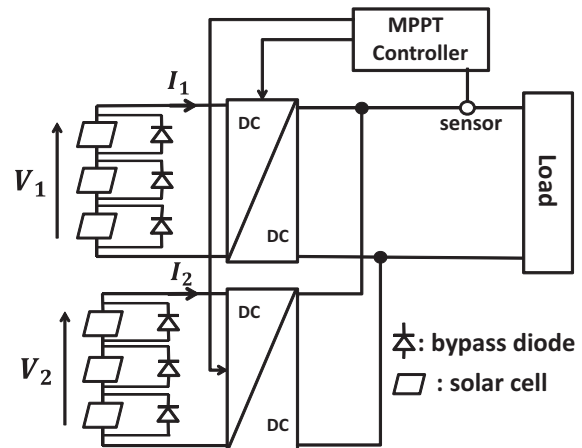 MPPT
Controller
I₁
DC
DC
sensor
Load
V₁
I₂
DC
DC
V₂
: bypass diode
: solar cell